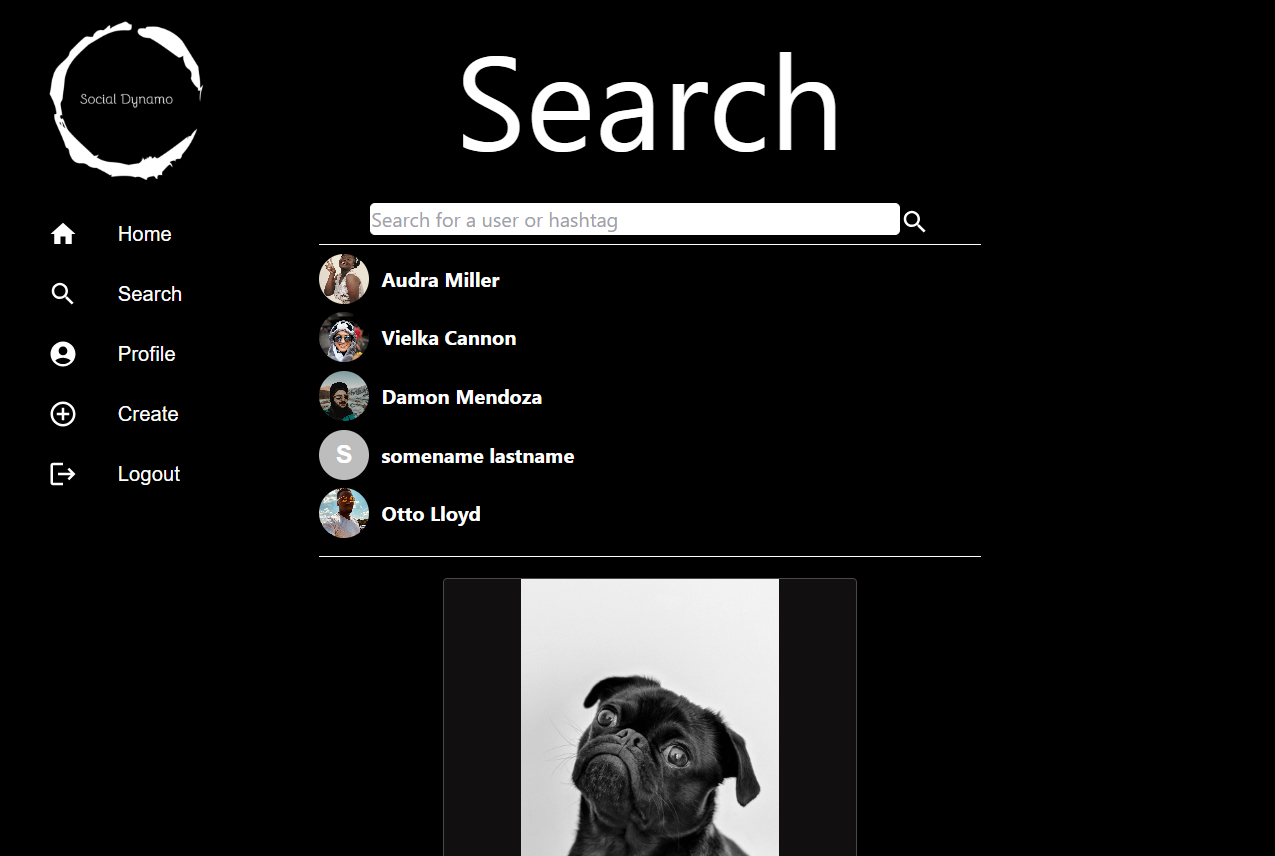 Social Dynamo
Search
Home
Search
Profile
Create
Logout
Search for a user or hashtag
Audra Miller
Vielka Cannon
Damon Mendoza
S
somename lastname
Otto Lloyd